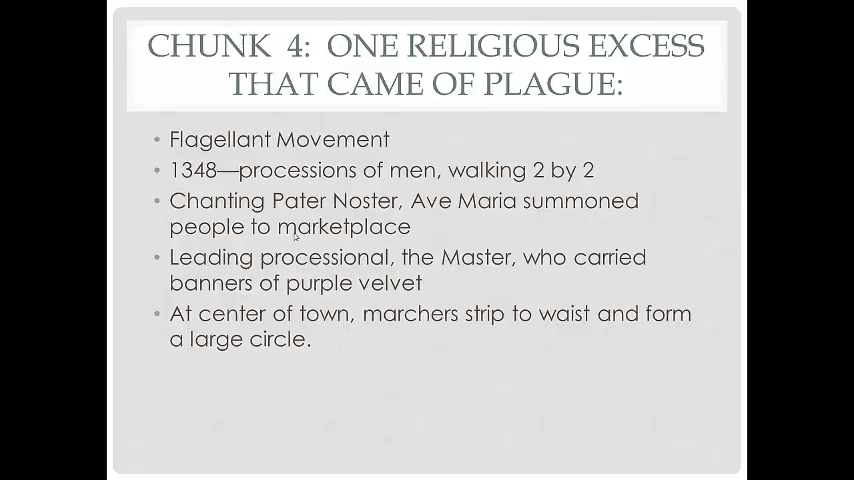 CHUNK 4: ONE RELIGIOUS EXCESS
THAT CAME OF PLAGUE:
• Flagellant Movement
• 1348—processions of men, walking 2 by 2
• Chanting Pater Noster, Ave Maria summoned
people to marketplace
• Leading processional, the Master, who carried
banners of purple velvet
• At center of town, marchers strip to waist and form
a large circle.